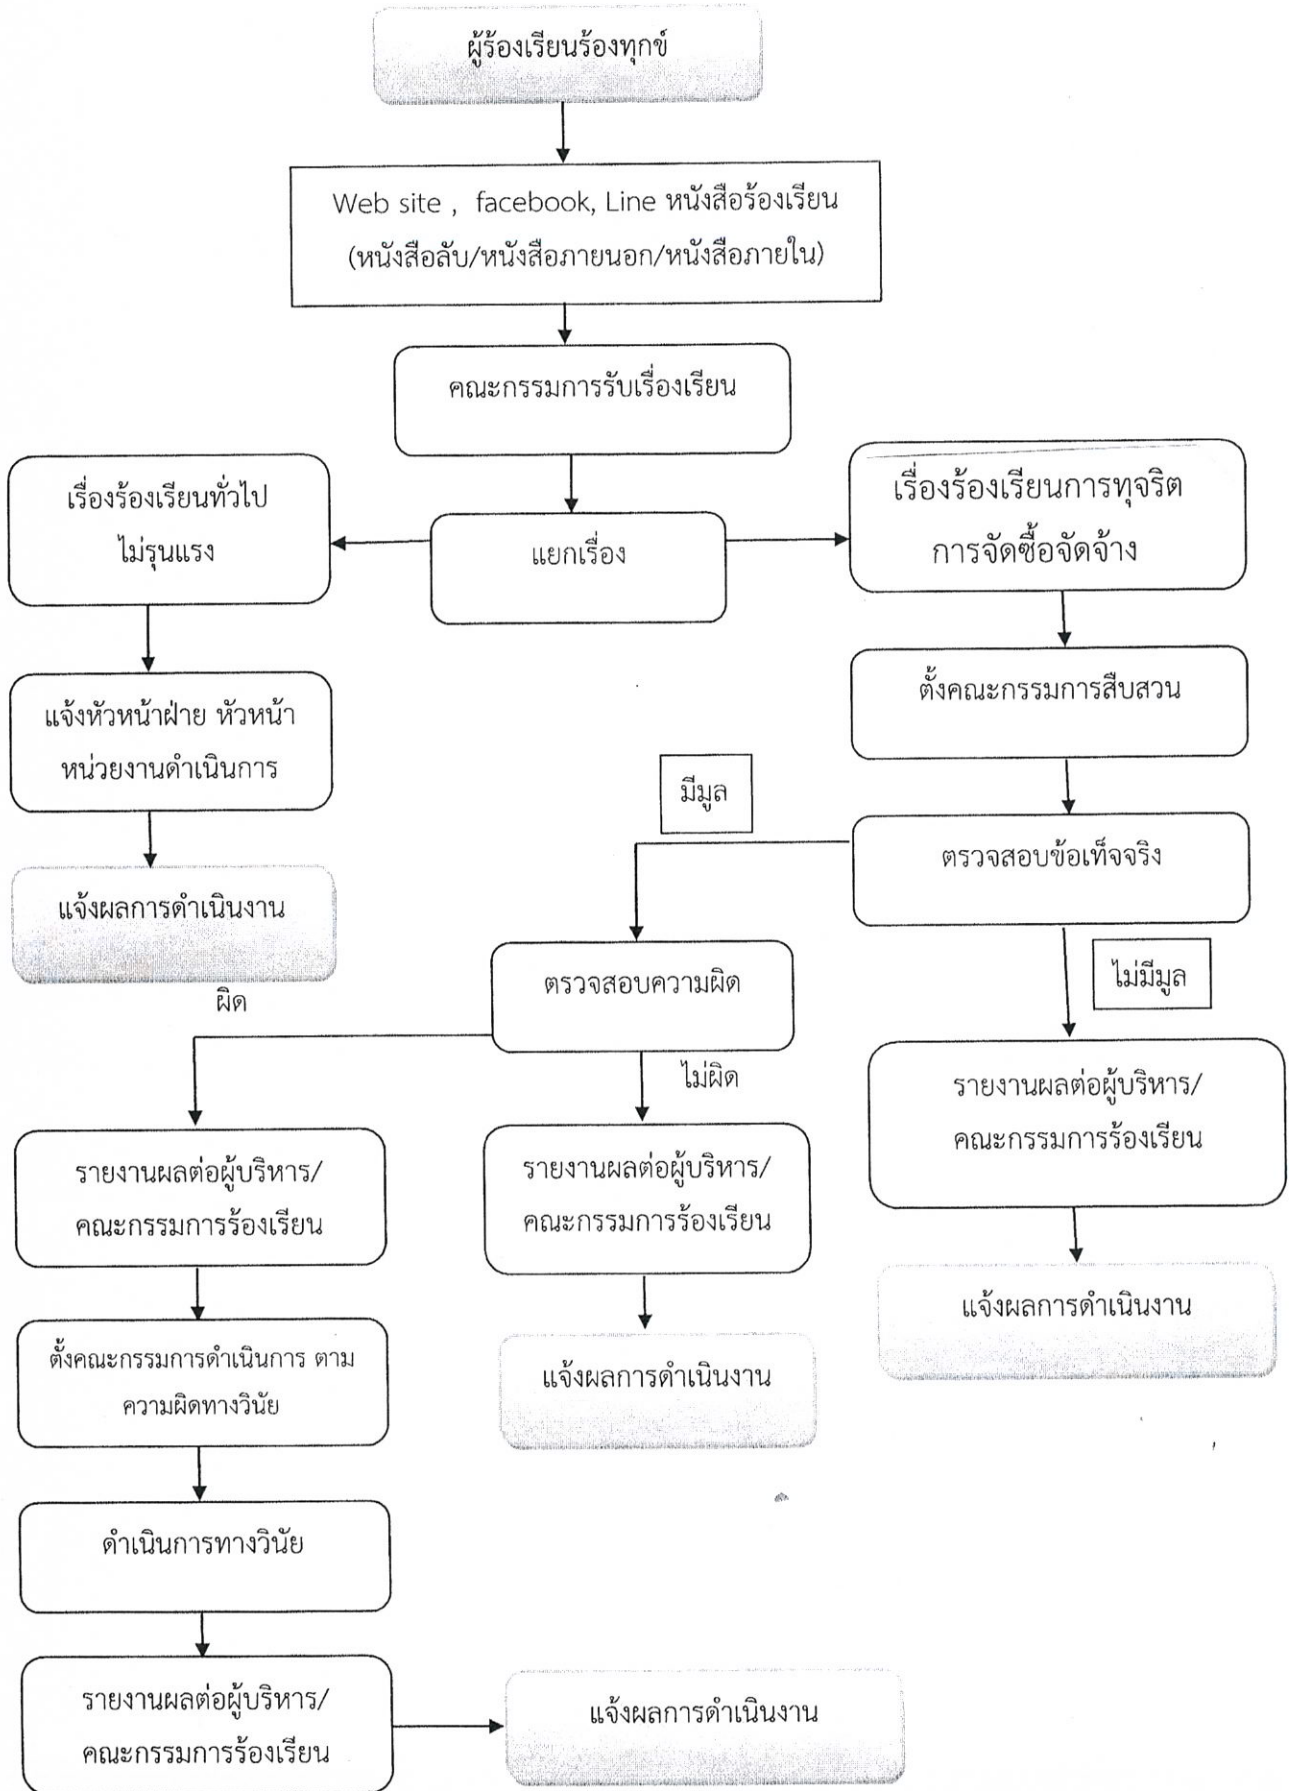 ผู้ร้องเรียนร้องทุกข์
Web site , facebook, Line หนังสือร้องเรียน
(หนังสือลับ/หนังสือภายนอก/หนังสือภายใน)
คณะกรรมการรับเรื่องเรียน
แยกเรื่อง
เรื่องร้องเรียนทั่วไป
ไม่รุนแรง
แจ้งหัวหน้าฝ่าย หัวหน้า
หน่วยงานดำเนินการ
แจ้งผลการดำเนินงาน
เรื่องร้องเรียนการทุจริต
การจัดซื้อจัดจ้าง
ตั้งคณะกรรมการสืบสวน
ตรวจสอบข้อเท็จจริง
มีมูล
ไม่มีมูล
รายงานผลต่อผู้บริหาร/
คณะกรรมการร้องเรียน
แจ้งผลการดำเนินงาน
ตรวจสอบความผิด
ผิด
ไม่ผิด
รายงานผลต่อผู้บริหาร/
คณะกรรมการร้องเรียน
แจ้งผลการดำเนินงาน
รายงานผลต่อผู้บริหาร/
คณะกรรมการร้องเรียน
ตั้งคณะกรรมการดำเนินการ ตาม
ความผิดทางวินัย
ดำเนินการทางวินัย
รายงานผลต่อผู้บริหาร/
คณะกรรมการร้องเรียน
แจ้งผลการดำเนินงาน